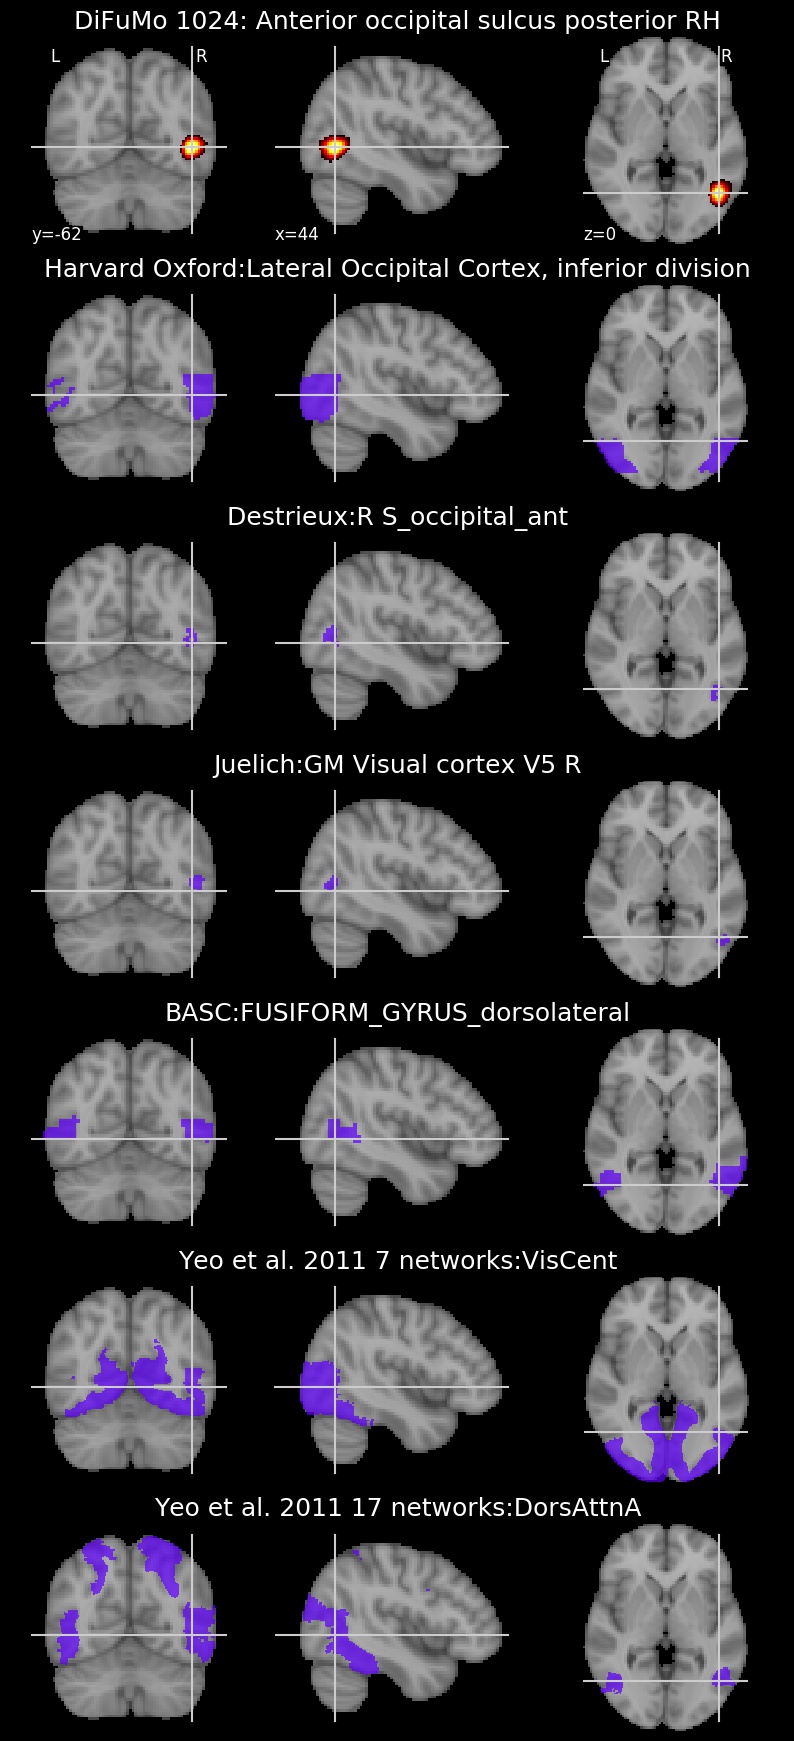 DiFuMo 1024: Anterior occipital sulcus posterior RH
L R L R
y=-62 x=44 z=0
Harvard Oxford:Lateral Occipital Cortex, inferior division
Destrieux:R S_occipital_ant
Juelich:GM Visual cortex V5 R
BASC:FUSIFORM_GYRUS_dorsolateral
Yeo et al. 2011 7 networks:VisCent
Yeo et al. 2011 17 networks:DorsAttnA